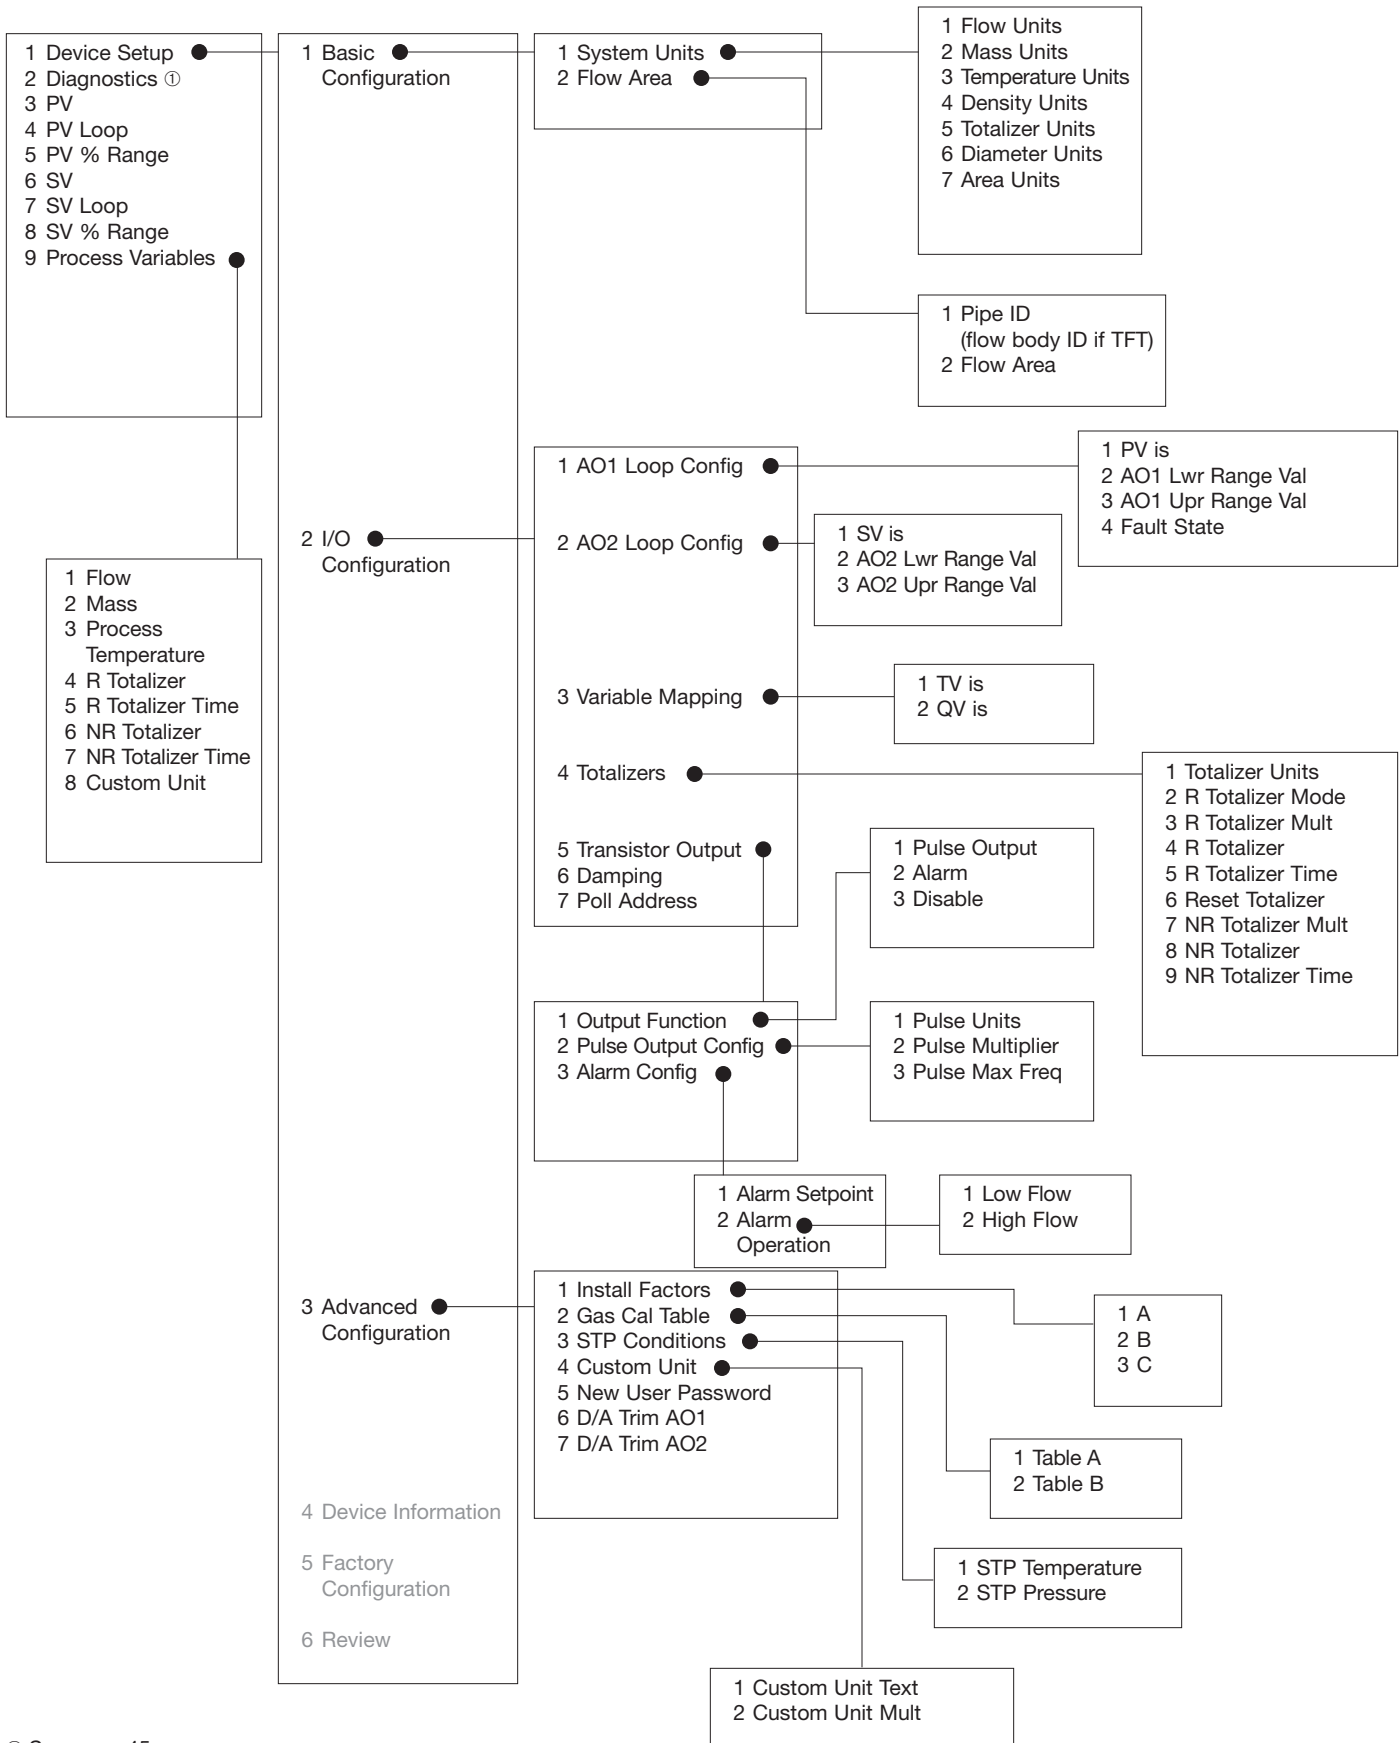 1 Device Setup
2 Diagnostics ①
3 PV
4 PV Loop
5 PV % Range
6 SV
7 SV Loop
8 SV % Range
9 Process Variables
1 Flow
2 Mass
3 Process
Temperature
4 R Totalizer
5 R Totalizer Time
6 NR Totalizer
7 NR Totalizer Time
8 Custom Unit
1 Basic
Configuration
2 I/O
Configuration
3 Advanced
Configuration
4 Device Information
5 Factory
Configuration
6 Review
1 System Units
2 Flow Area
1 Flow Units
2 Mass Units
3 Temperature Units
4 Density Units
5 Totalizer Units
6 Diameter Units
7 Area Units
1 Pipe ID
(flow body ID if TFT)
2 Flow Area
1 AO1 Loop Config
2 AO2 Loop Config
3 Variable Mapping
4 Totalizers
5 Transistor Output
6 Damping
7 Poll Address
1 PV is
2 AO1 Lwr Range Val
3 AO1 Upr Range Val
4 Fault State
1 SV is
2 AO2 Lwr Range Val
3 AO2 Upr Range Val
1 TV is
2 QV is
1 Totalizer Units
2 R Totalizer Mode
3 R Totalizer Mult
4 R Totalizer
5 R Totalizer Time
6 Reset Totalizer
7 NR Totalizer Mult
8 NR Totalizer
9 NR Totalizer Time
1 Output Function
2 Pulse Output Config
3 Alarm Config
1 Pulse Output
2 Alarm
3 Disable
1 Pulse Units
2 Pulse Multiplier
3 Pulse Max Freq
1 Alarm Setpoint
2 Alarm
Operation
1 Low Flow
2 High Flow
1 Install Factors
2 Gas Cal Table
3 STP Conditions
4 Custom Unit
5 New User Password
6 D/A Trim AO1
7 D/A Trim AO2
1 A
2 B
3 C
1 Table A
2 Table B
1 STP Temperature
2 STP Pressure
1 Custom Unit Text
2 Custom Unit Mult